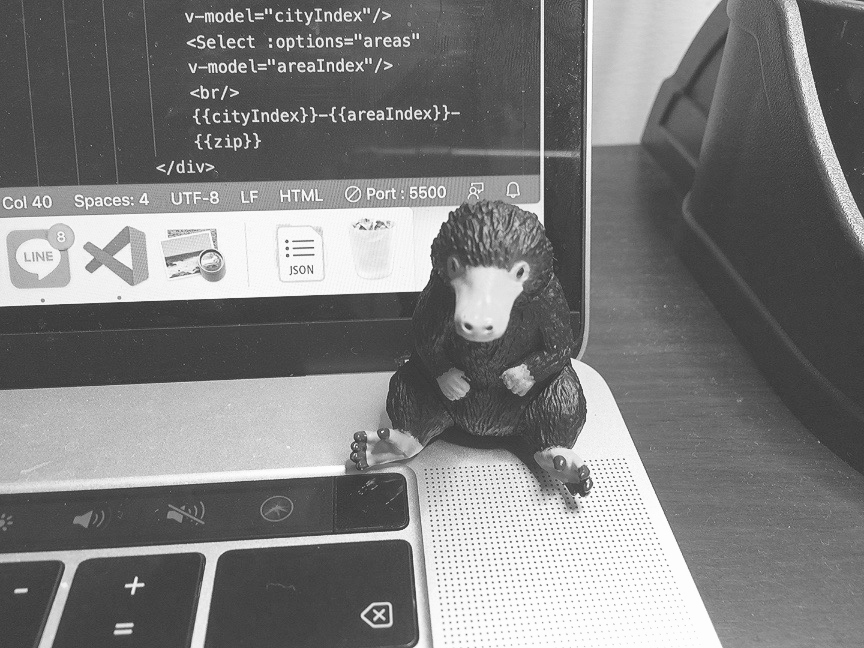 v-model="cityIndex"/>
<Select :options="areas"
v-model="areaIndex"/>
<br/>
{{cityIndex}}-{{areaIndex}}-
{{zip}}
</div>
Col 40 Spaces: 4 UTF-8 LF HTML Port : 5500
LINE 8
JSON
- + =